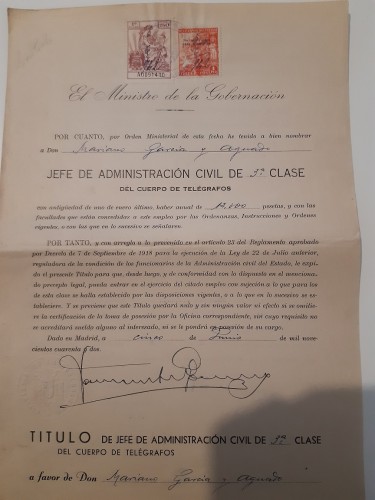 El Ministro de la Gobernación
POR CUANTO, por Orden Ministerial de esta fecha he tenido a bien nombrar
a Don Mariano García y Aguado
JEFE DE ADMINISTRACIÓN CIVIL DE 3ª CLASE
DEL CUERPO DE TELÉGRAFOS
con antigüedad de de enero último, haber anual de 12.000 pesetas, y con las
facultades que están concedidas a este empleo por las Ordenanzas, Instrucciones y Ordenes
vigentes, o las que en lo sucesivo se señalaren.
POR TANTO, y con arreglo a lo prevenido en el artículo 23 del Reglamento aprobado
por Decreto de 7 de Septiembre de 1918 para la ejecución de la Ley de 22 de Julio anterior,
reguladora de la condición de los funcionarios de la Administración civil del Estado, le expi-
do el presente Título para que, desde luego, y de conformidad con lo dispuesto en el menciona-
do precepto legal, pueda entrar en el ejercicio del citado empleo con sujeción a lo que para los
de esta clase se halla establecido por las disposiciones vigentes, o a lo que en lo sucesivo se es-
tableciere. Y se previene que este Título quedará nulo y sin ningún valor ni efecto si se omitie-
ra la certificación de la toma de posesión por la Oficina correspondiente, sin cuyo requisito no
se acreditará sueldo alguno al interesado, ni se le pondrá en posesión de su cargo.
Dado en Madrid, a cinco de Junio de mil nove-
cientos cuarenta y dos.
TITULO DE JEFE DE ADMINISTRACIÓN CIVIL DE 3ª CLASE
DEL CUERPO DE TELÉGRAFOS
a favor de Don Mariano García y Aguado